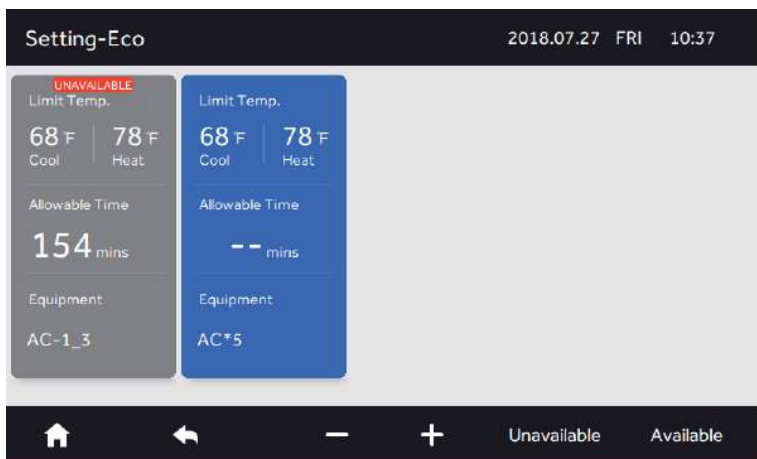 Setting-Eco 2018.07.27 FRI 10:37
UNAVAILABLE
Limit Temp.
68 °F 78 °F
Cool Heat
Allowable Time
154 mins
Equipment
AC-1_3
Limit Temp.
68 °F 78 °F
Cool Heat
Allowable Time
-- mins
Equipment
AC*5
Unavailable Available